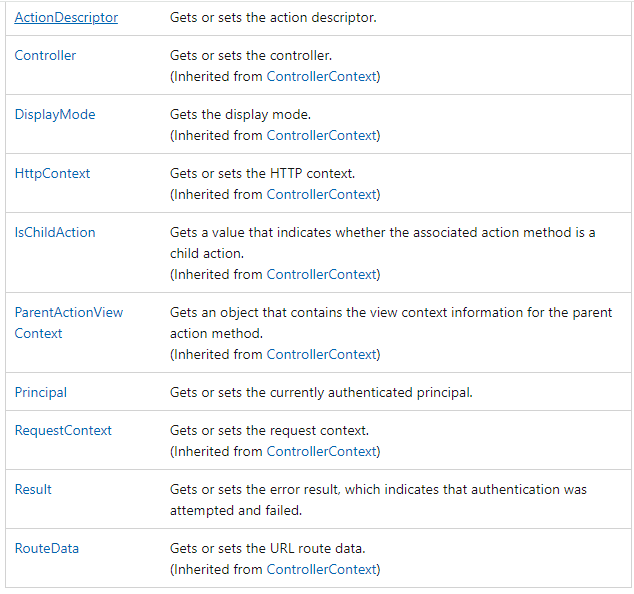 ActionDescriptor Gets or sets the action descriptor.
Controller Gets or sets the controller.
(Inherited from ControllerContext)
DisplayMode Gets the display mode.
(Inherited from ControllerContext)
HttpContext Gets or sets the HTTP context.
(Inherited from ControllerContext)
IsChildAction Gets a value that indicates whether the associated action method is a
child action.
(Inherited from ControllerContext)
ParentActionView Gets an object that contains the view context information for the parent
Context action method.
(Inherited from ControllerContext)
Principal Gets or sets the currently authenticated principal.
RequestContext Gets or sets the request context.
(Inherited from ControllerContext)
Result Gets or sets the error result, which indicates that authentication was
attempted and failed.
RouteData Gets or sets the URL route data.
(Inherited from ControllerContext)